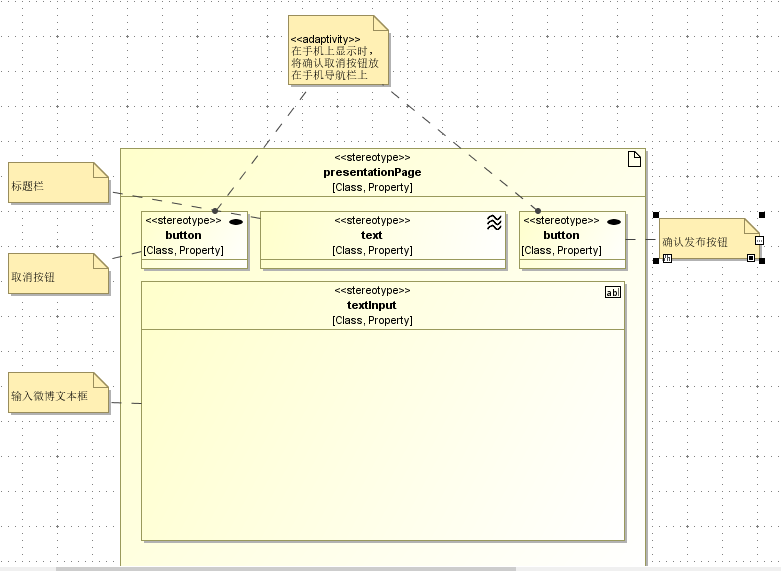 <<adaptivity>>
在手机上显示时，
将确认取消按钮放
在手机导航栏上
<<stereotype>>
presentationPage
[Class, Property]
标题栏
<<stereotype>>
button
[Class, Property]
<<stereotype>>
text
[Class, Property]
<<stereotype>>
button
[Class, Property]
确认发布按钮
取消按钮
<<stereotype>>
textInput
[Class, Property]
ab
输入微博文本框